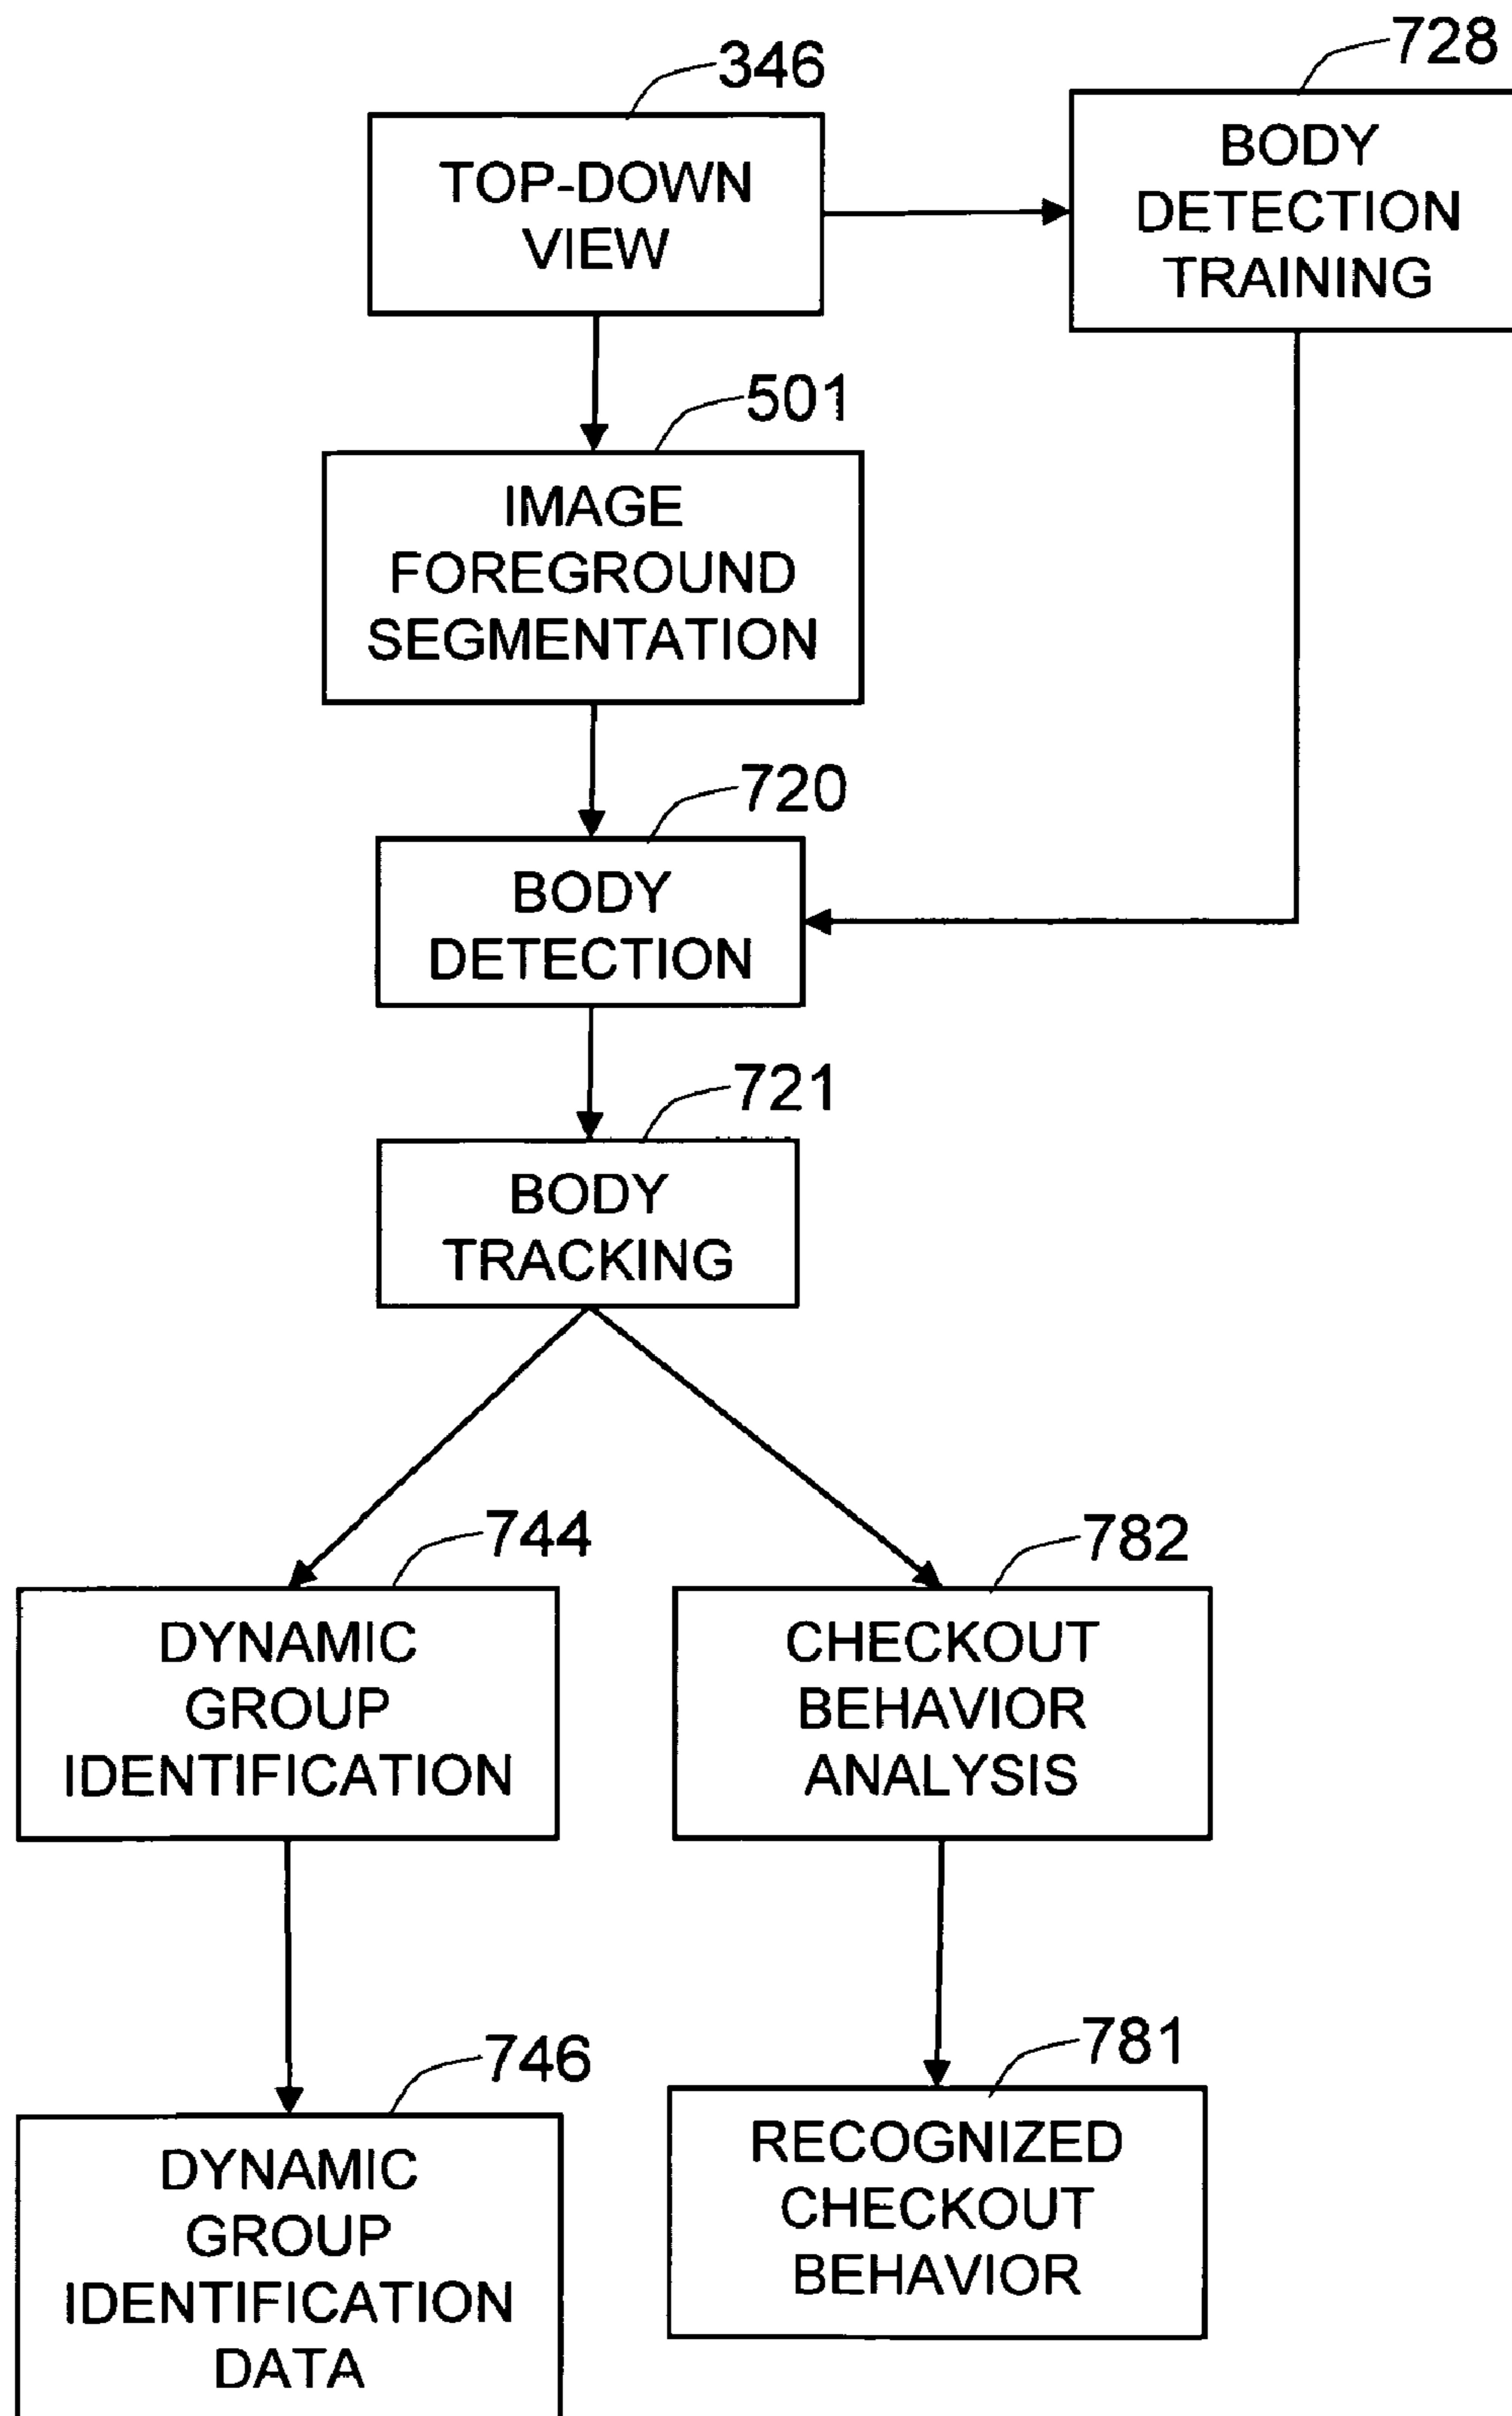 346
TOP-DOWN
VIEW
728
BODY
DETECTION
TRAINING
501
IMAGE
FOREGROUND
SEGMENTATION
720
BODY
DETECTION
721
BODY
TRACKING
744
DYNAMIC
GROUP
IDENTIFICATION
782
CHECKOUT
BEHAVIOR
ANALYSIS
746
DYNAMIC
GROUP
IDENTIFICATION
DATA
781
RECOGNIZED
CHECKOUT
BEHAVIOR